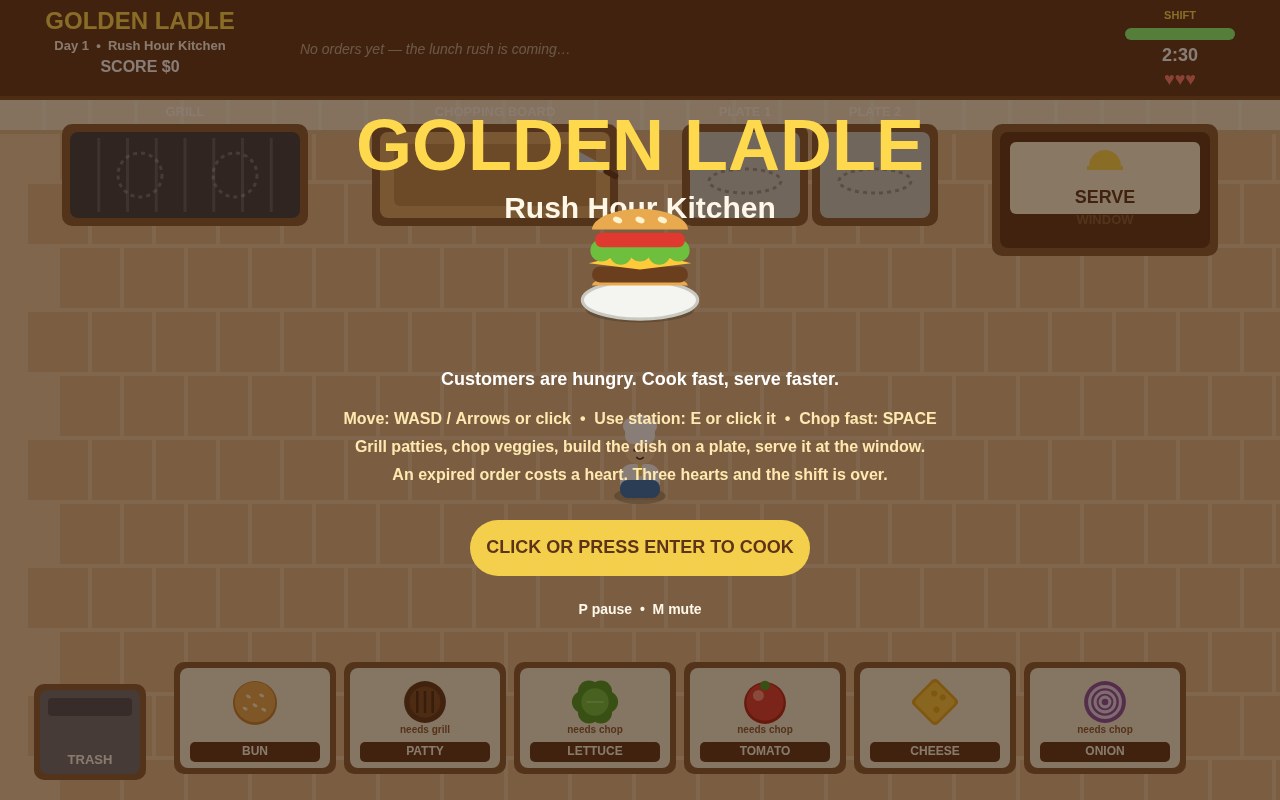 GOLDEN LADLE
Day 1 • Rush Hour Kitchen
SCORE $0
No orders yet — the lunch rush is coming…
SHIFT
2:30
♥♥♥
GRILL
CHOPPING BOARD
PLATE 1
PLATE 2
GOLDEN LADLE
Rush Hour Kitchen
SERVE
WINDOW
Customers are hungry. Cook fast, serve faster.
Move: WASD / Arrows or click • Use station: E or click it • Chop fast: SPACE
Grill patties, chop veggies, build the dish on a plate, serve it at the window.
An expired order costs a heart. Three hearts and the shift is over.
CLICK OR PRESS ENTER TO COOK
P pause • M mute
TRASH
BUN
needs grill
PATTY
needs chop
LETTUCE
needs chop
TOMATO
CHEESE
needs chop
ONION